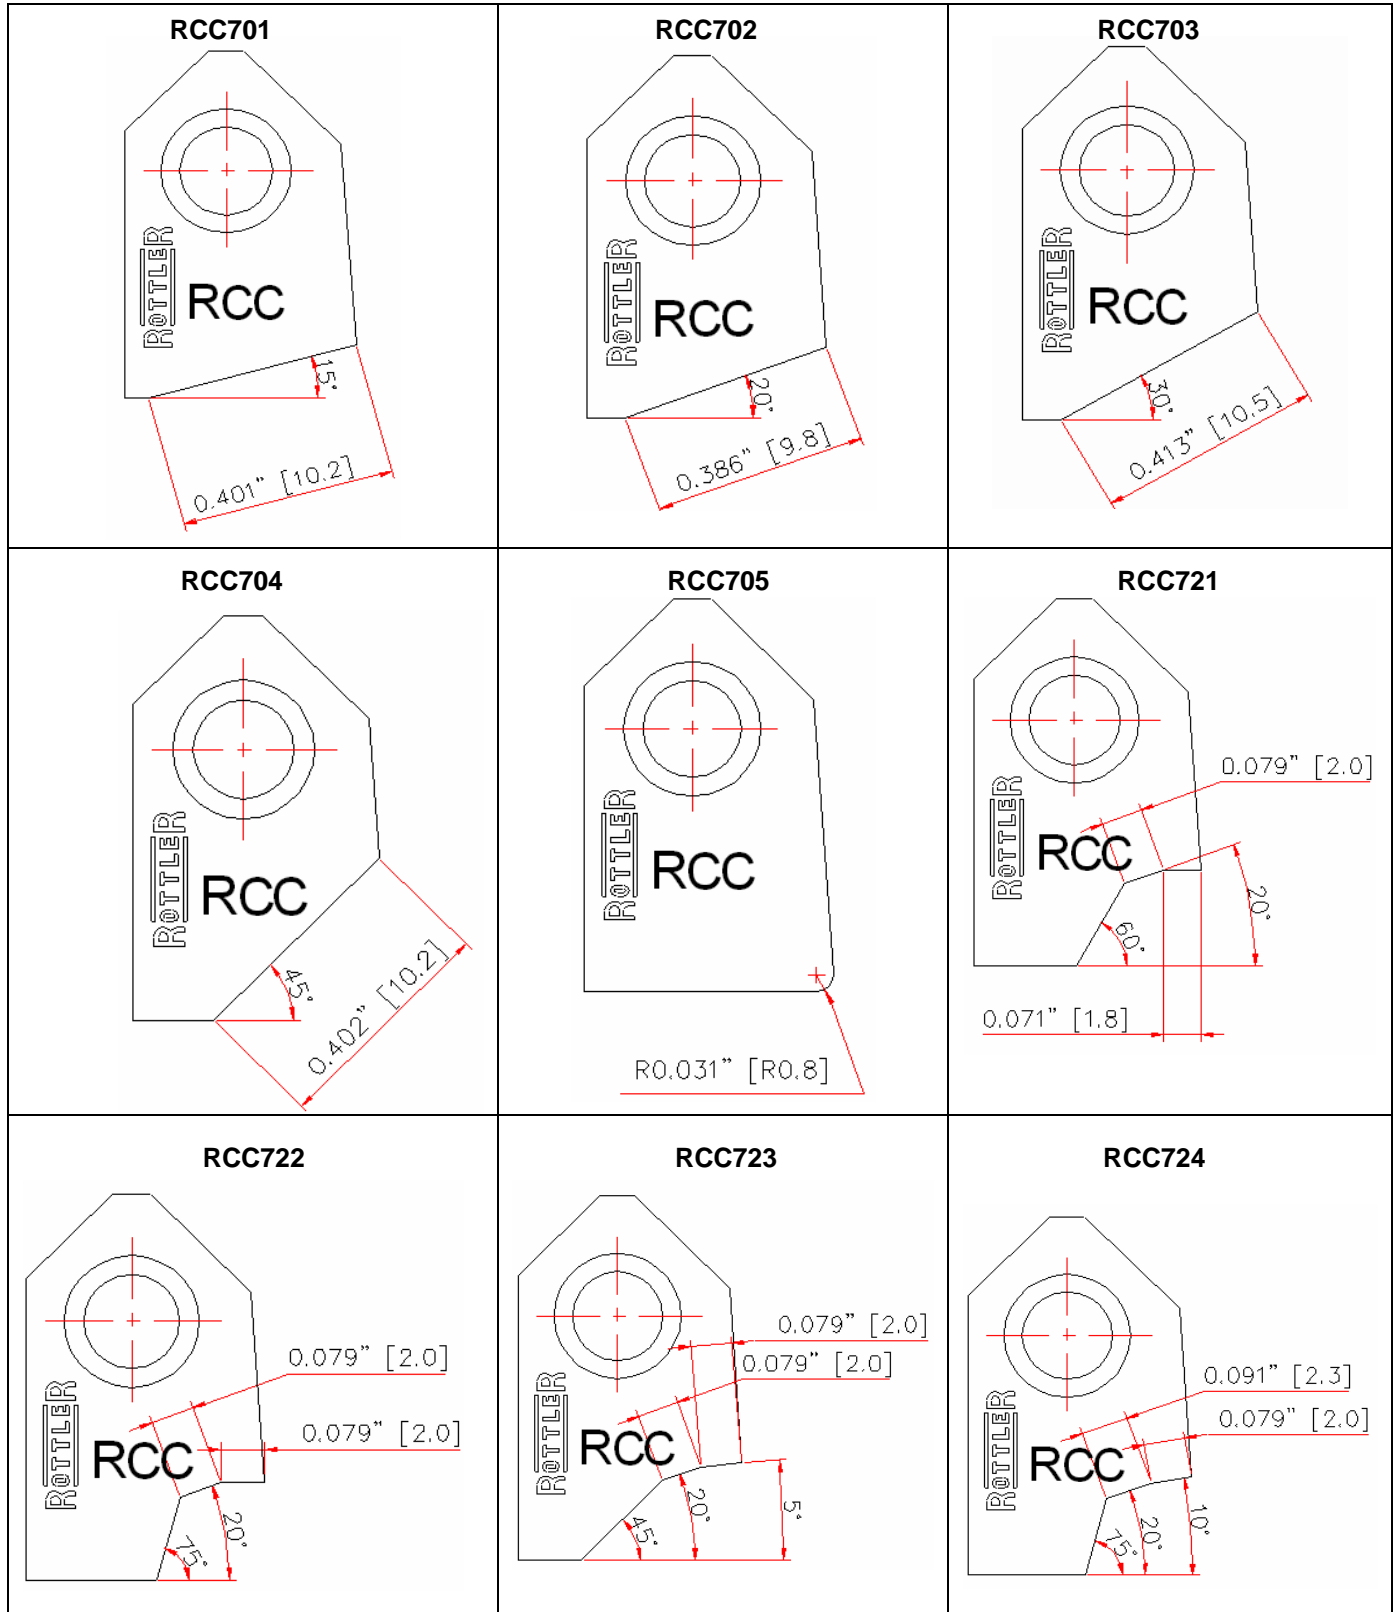 RCC701
ROTTLER
RCC
15°
0.401" [10.2]
RCC702
ROTTLER
RCC
20°
0.386" [9.8]
RCC703
ROTTLER
RCC
30°
0.413" [10.5]
RCC704
ROTTLER
RCC
45°
0.402" [10.2]
RCC705
ROTTLER
RCC
R0.031" [R0.8]
RCC721
0.079" [2.0]
ROTTLER
RCC
20°
60°
0.071" [1.8]
RCC722
0.079" [2.0]
0.079" [2.0]
ROTTLER
RCC
20°
75°
RCC723
0.079" [2.0]
0.079" [2.0]
ROTTLER
RCC
20°
5°
45°
RCC724
0.091" [2.3]
0.079" [2.0]
ROTTLER
RCC
10°
20°
75°